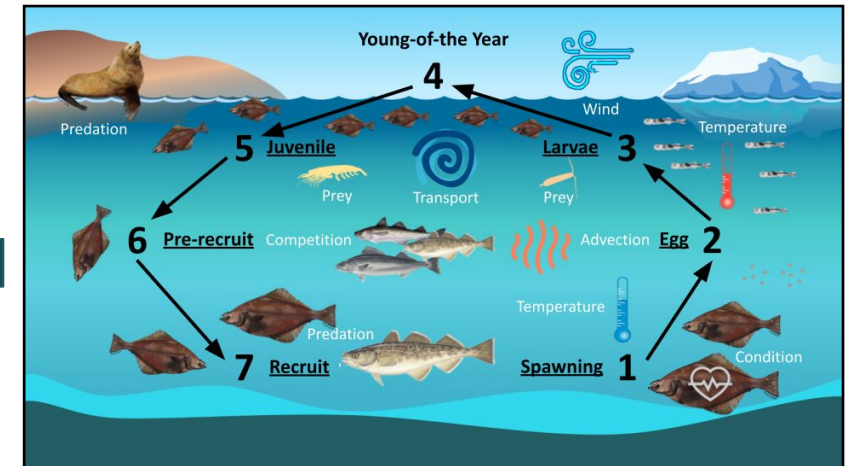 Young-of-the Year
4
Wind
Predation
Temperature
5 Juvenile
Larvae 3
Prey
Transport
Prey
6 Pre-recruit
Competition
Advection
Egg 2
Temperature
Predation
Condition
7 Recruit
Spawning 1